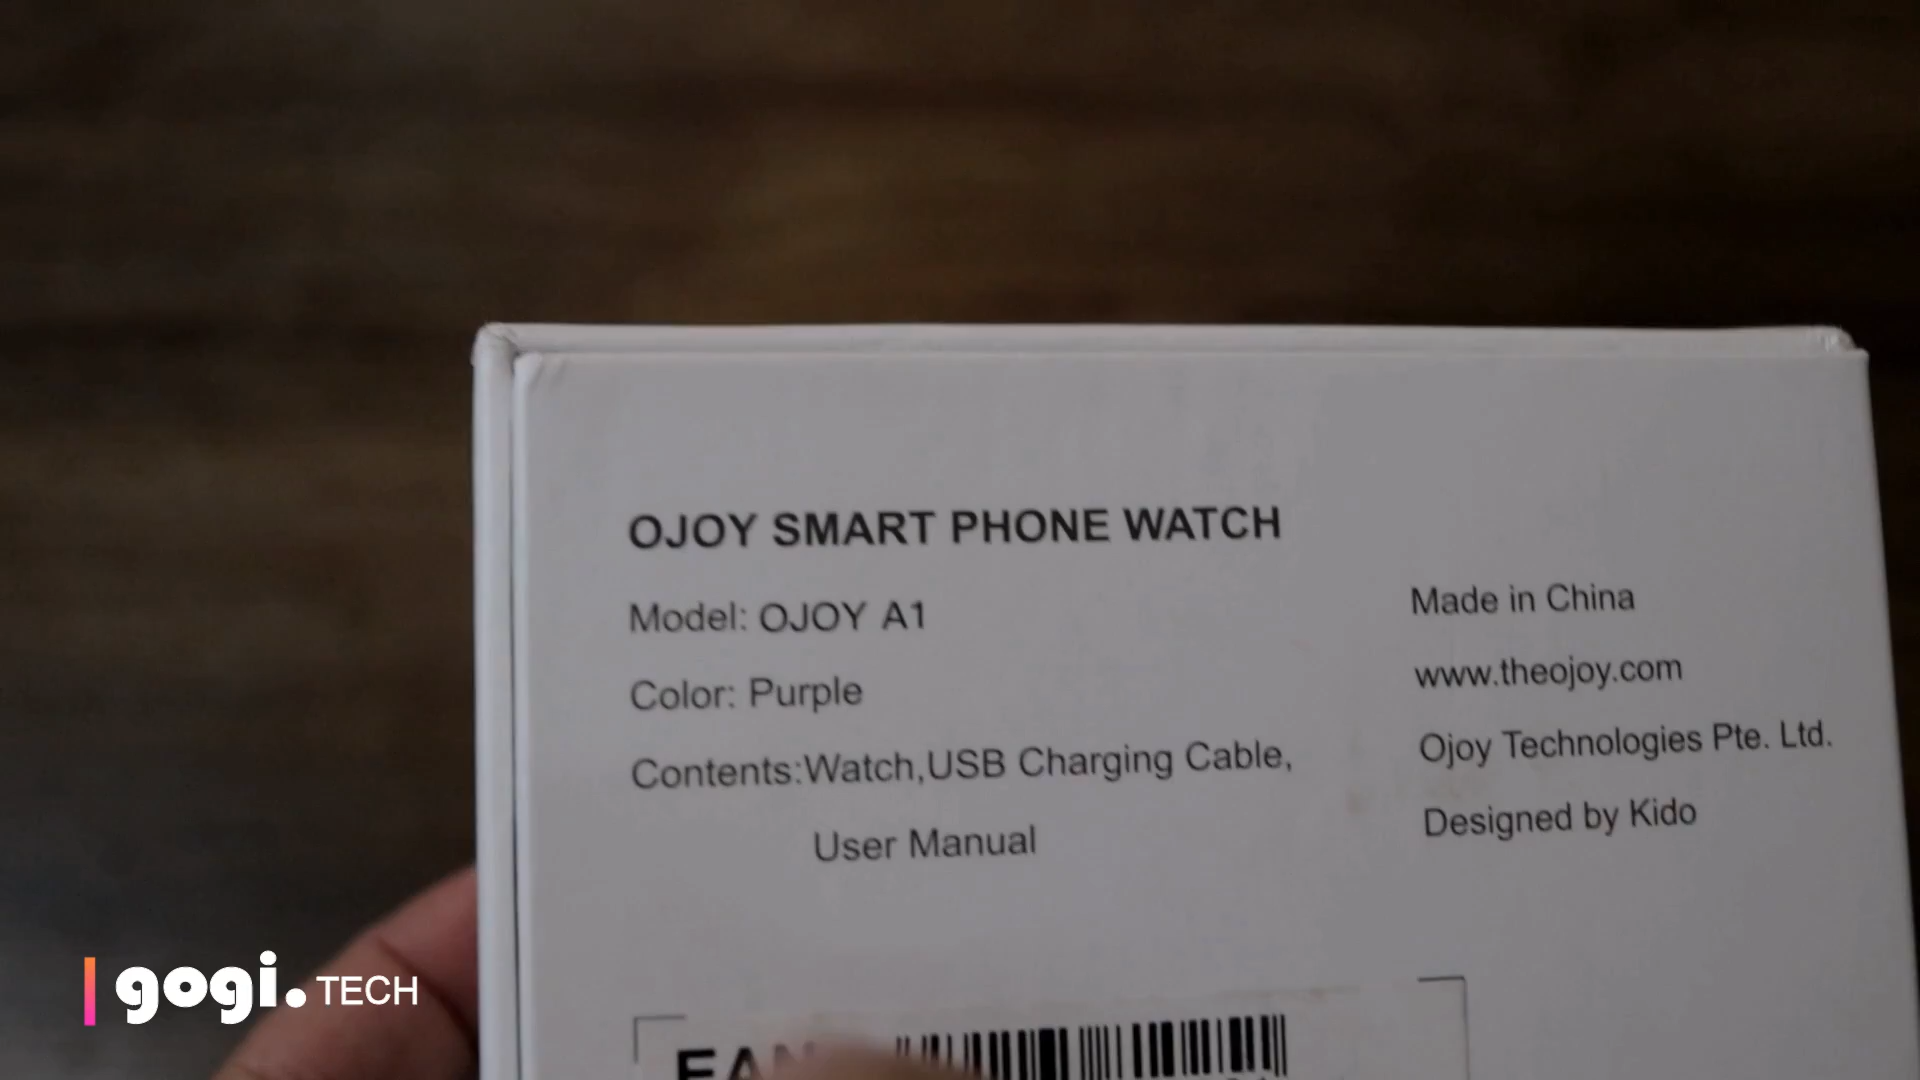 OJOY SMART PHONE WATCH
Model: OJOY A1
Color: Purple
Contents:Watch,USB Charging Cable,
User Manual
Made in China
www.theojoy.com
Ojoy Technologies Pte. Ltd.
Designed by Kido
EAN
gogi.TECH